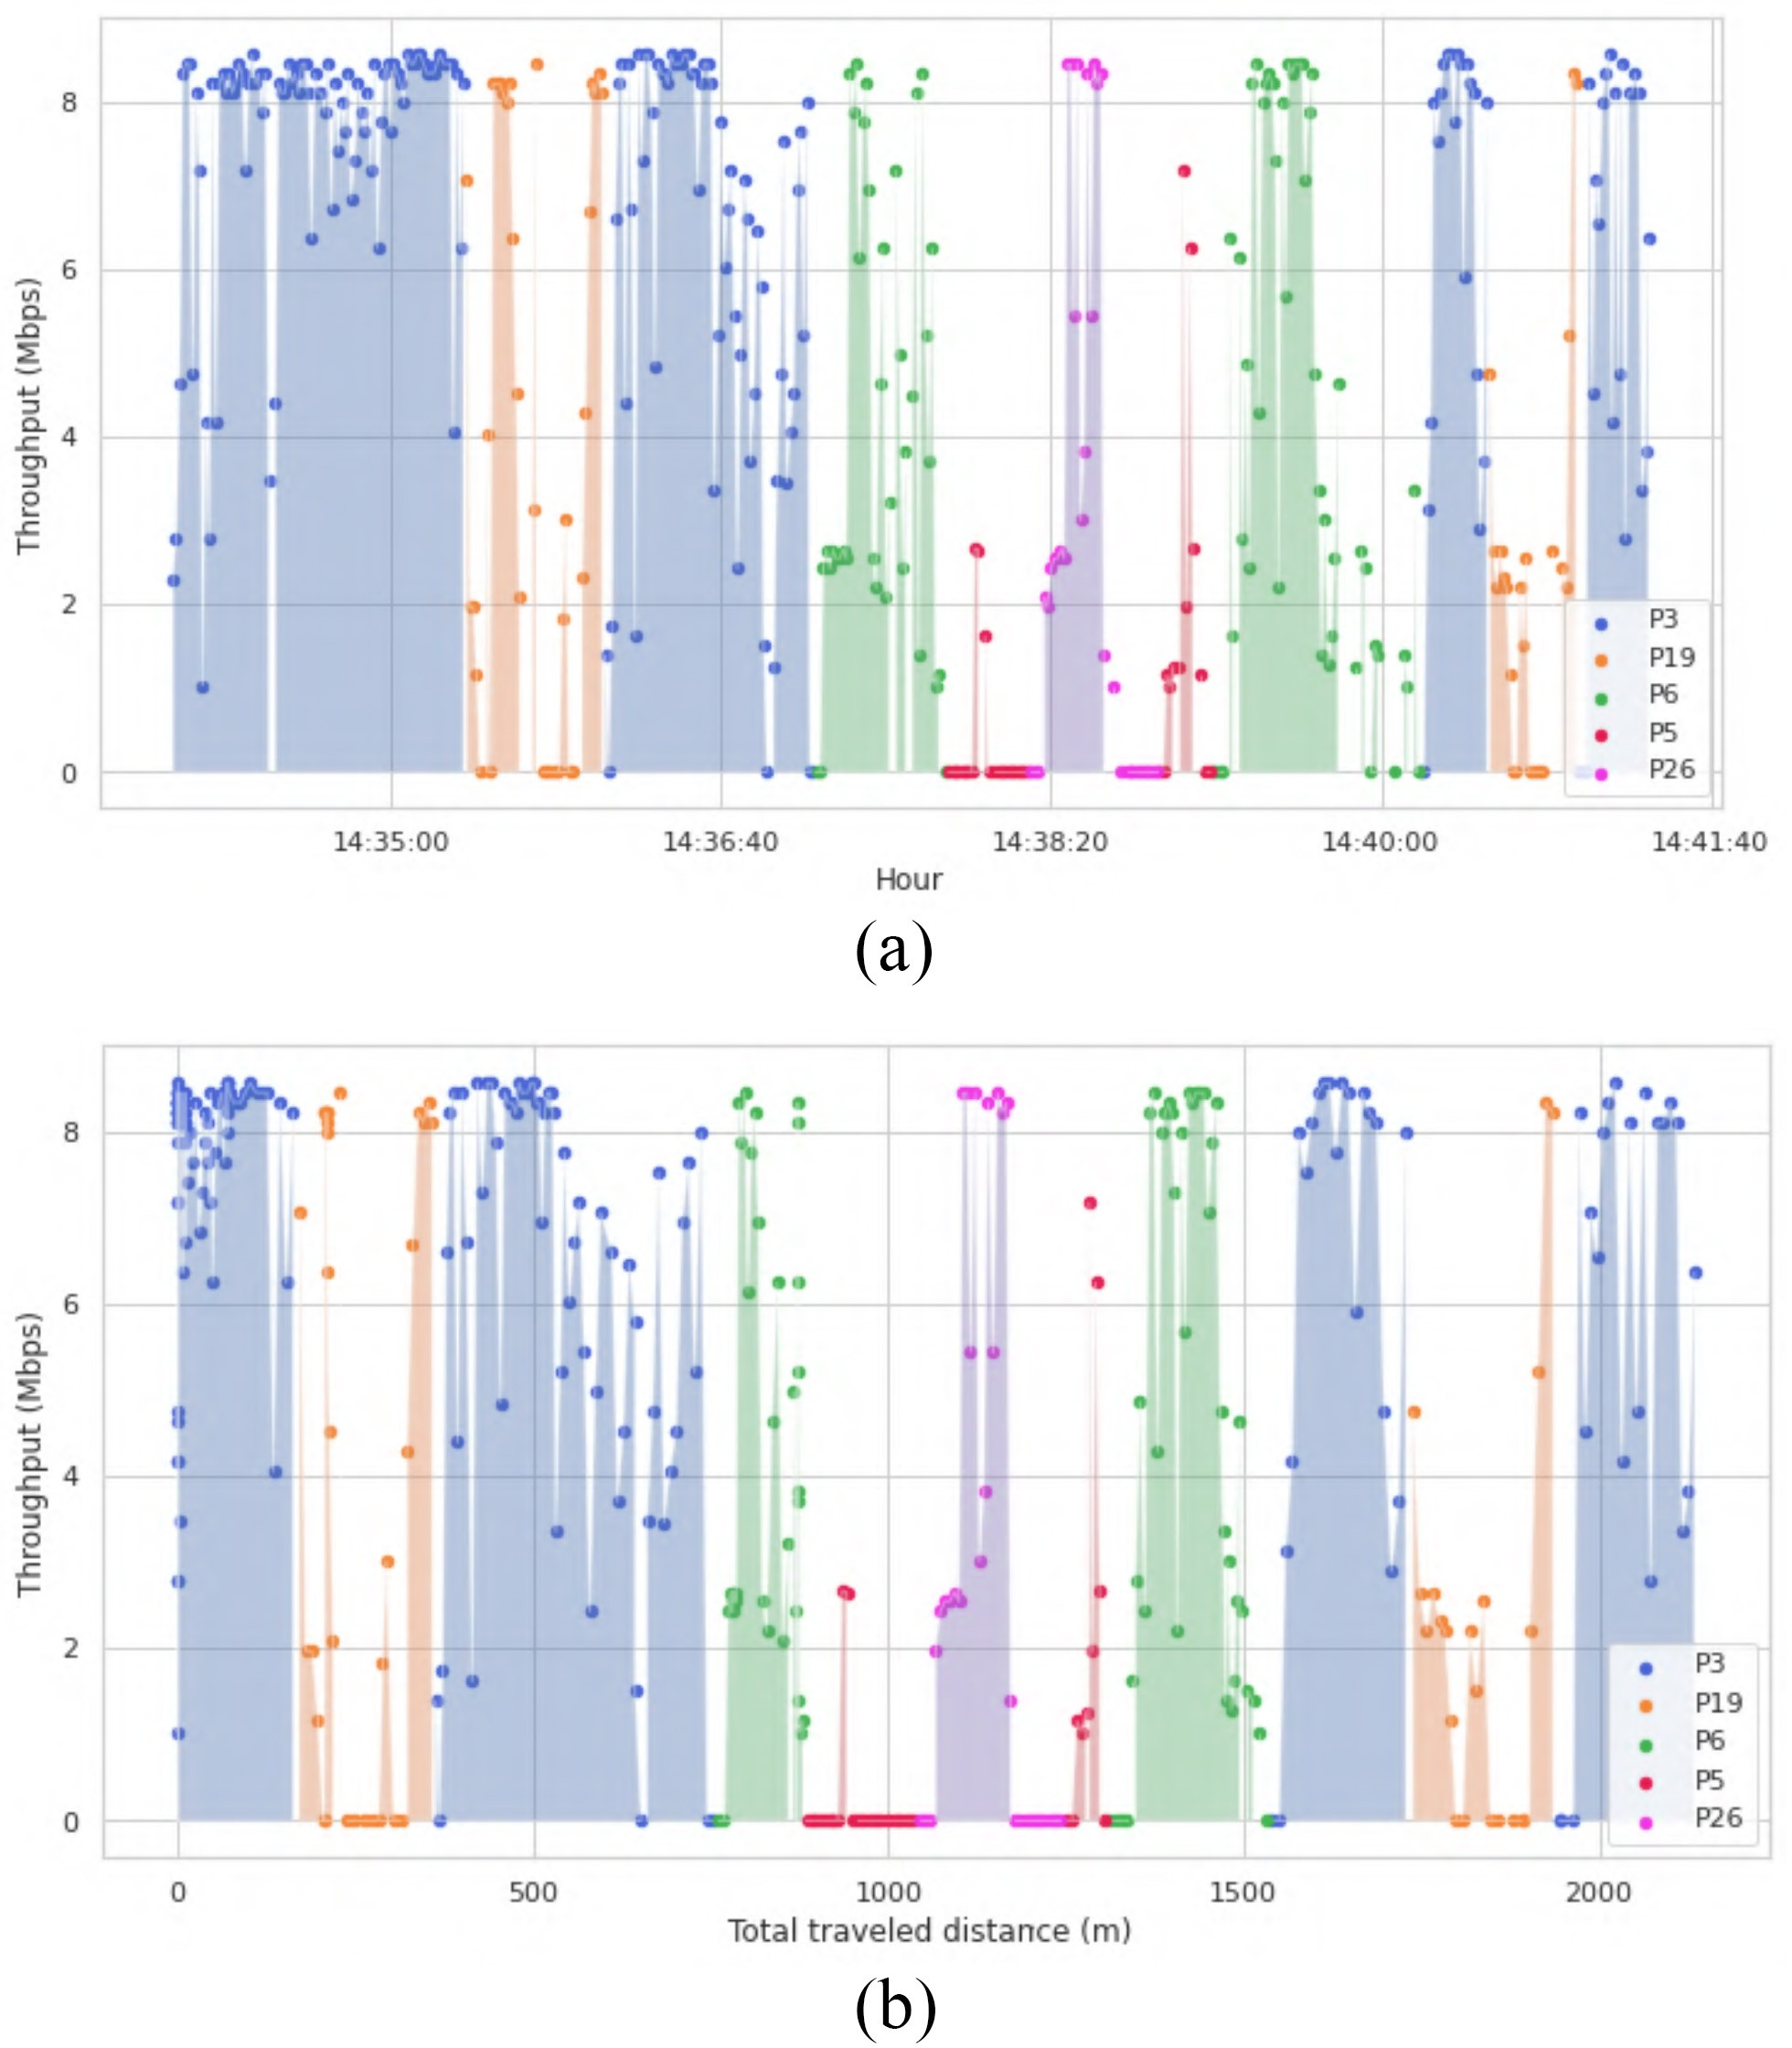 Throughput (Mbps)
8
6
4
2
0
14:35:00 14:36:40 14:38:20 14:40:00 14:41:40
Hour
P3
P19
P6
P5
P26
(a)
Throughput (Mbps)
8
6
4
2
0
0 500 1000 1500 2000
Total traveled distance (m)
P3
P19
P6
P5
P26
(b)